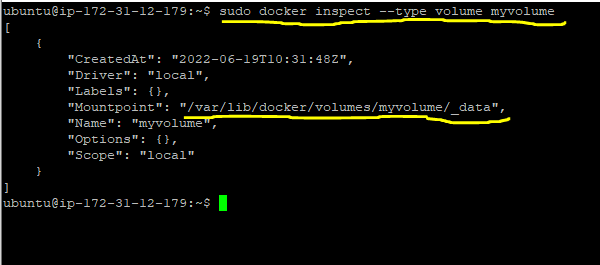 ubuntu@ip-172-31-12-179:~$ sudo docker inspect --type volume myvolume
[
    {
        "CreatedAt": "2022-06-19T10:31:48Z",
        "Driver": "local",
        "Labels": {},
        "Mountpoint": "/var/lib/docker/volumes/myvolume/_data",
        "Name": "myvolume",
        "Options": {},
        "Scope": "local"
    }
]
ubuntu@ip-172-31-12-179:~$